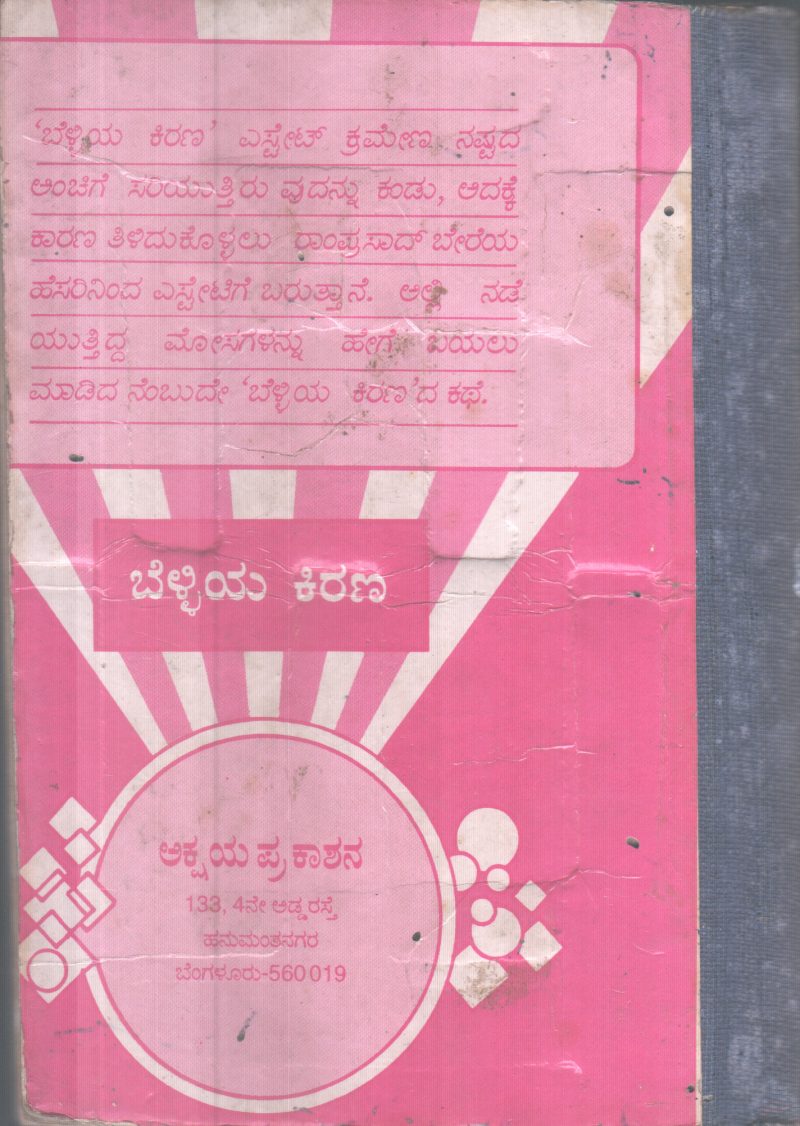 ‘ಬೆಳ್ಳಿಯ ಕಿರಣ’ ಎಸ್ಟೇಟ್ ಕ್ರಮೇಣ ನಷ್ಟದ
ಅಂಚಿಗೆ ಸರಿಯುತ್ತಿರು ವುದನ್ನು ಕಂಡು, ಅದಕ್ಕೆ
ಕಾರಣ ತಿಳಿದುಕೊಳ್ಳಲು ರಾಂಪ್ರಸಾದ್ ಬೇರೆಯ
ಹೆಸರಿನಿಂದ ಎಸ್ಟೇಟಿಗೆ ಬರುತ್ತಾನೆ. ಅಲ್ಲಿ ನಡೆ
ಯುತ್ತಿದ್ದ ಮೋಸಗಳನ್ನು ಹೇಗೆ ಬಯಲು
ಮಾಡಿದ ನೆಂಬುದೇ ‘ಬೆಳ್ಳಿಯ ಕಿರಣ’ದ ಕಥೆ.
ಬೆಳ್ಳಿಯ ಕಿರಣ
ಅಕ್ಷಯ ಪ್ರಕಾಶನ
133, 4ನೇ ಅಡ್ಡ ರಸ್ತೆ
ಹನುಮಂತನಗರ
ಬೆಂಗಳೂರು-560 019